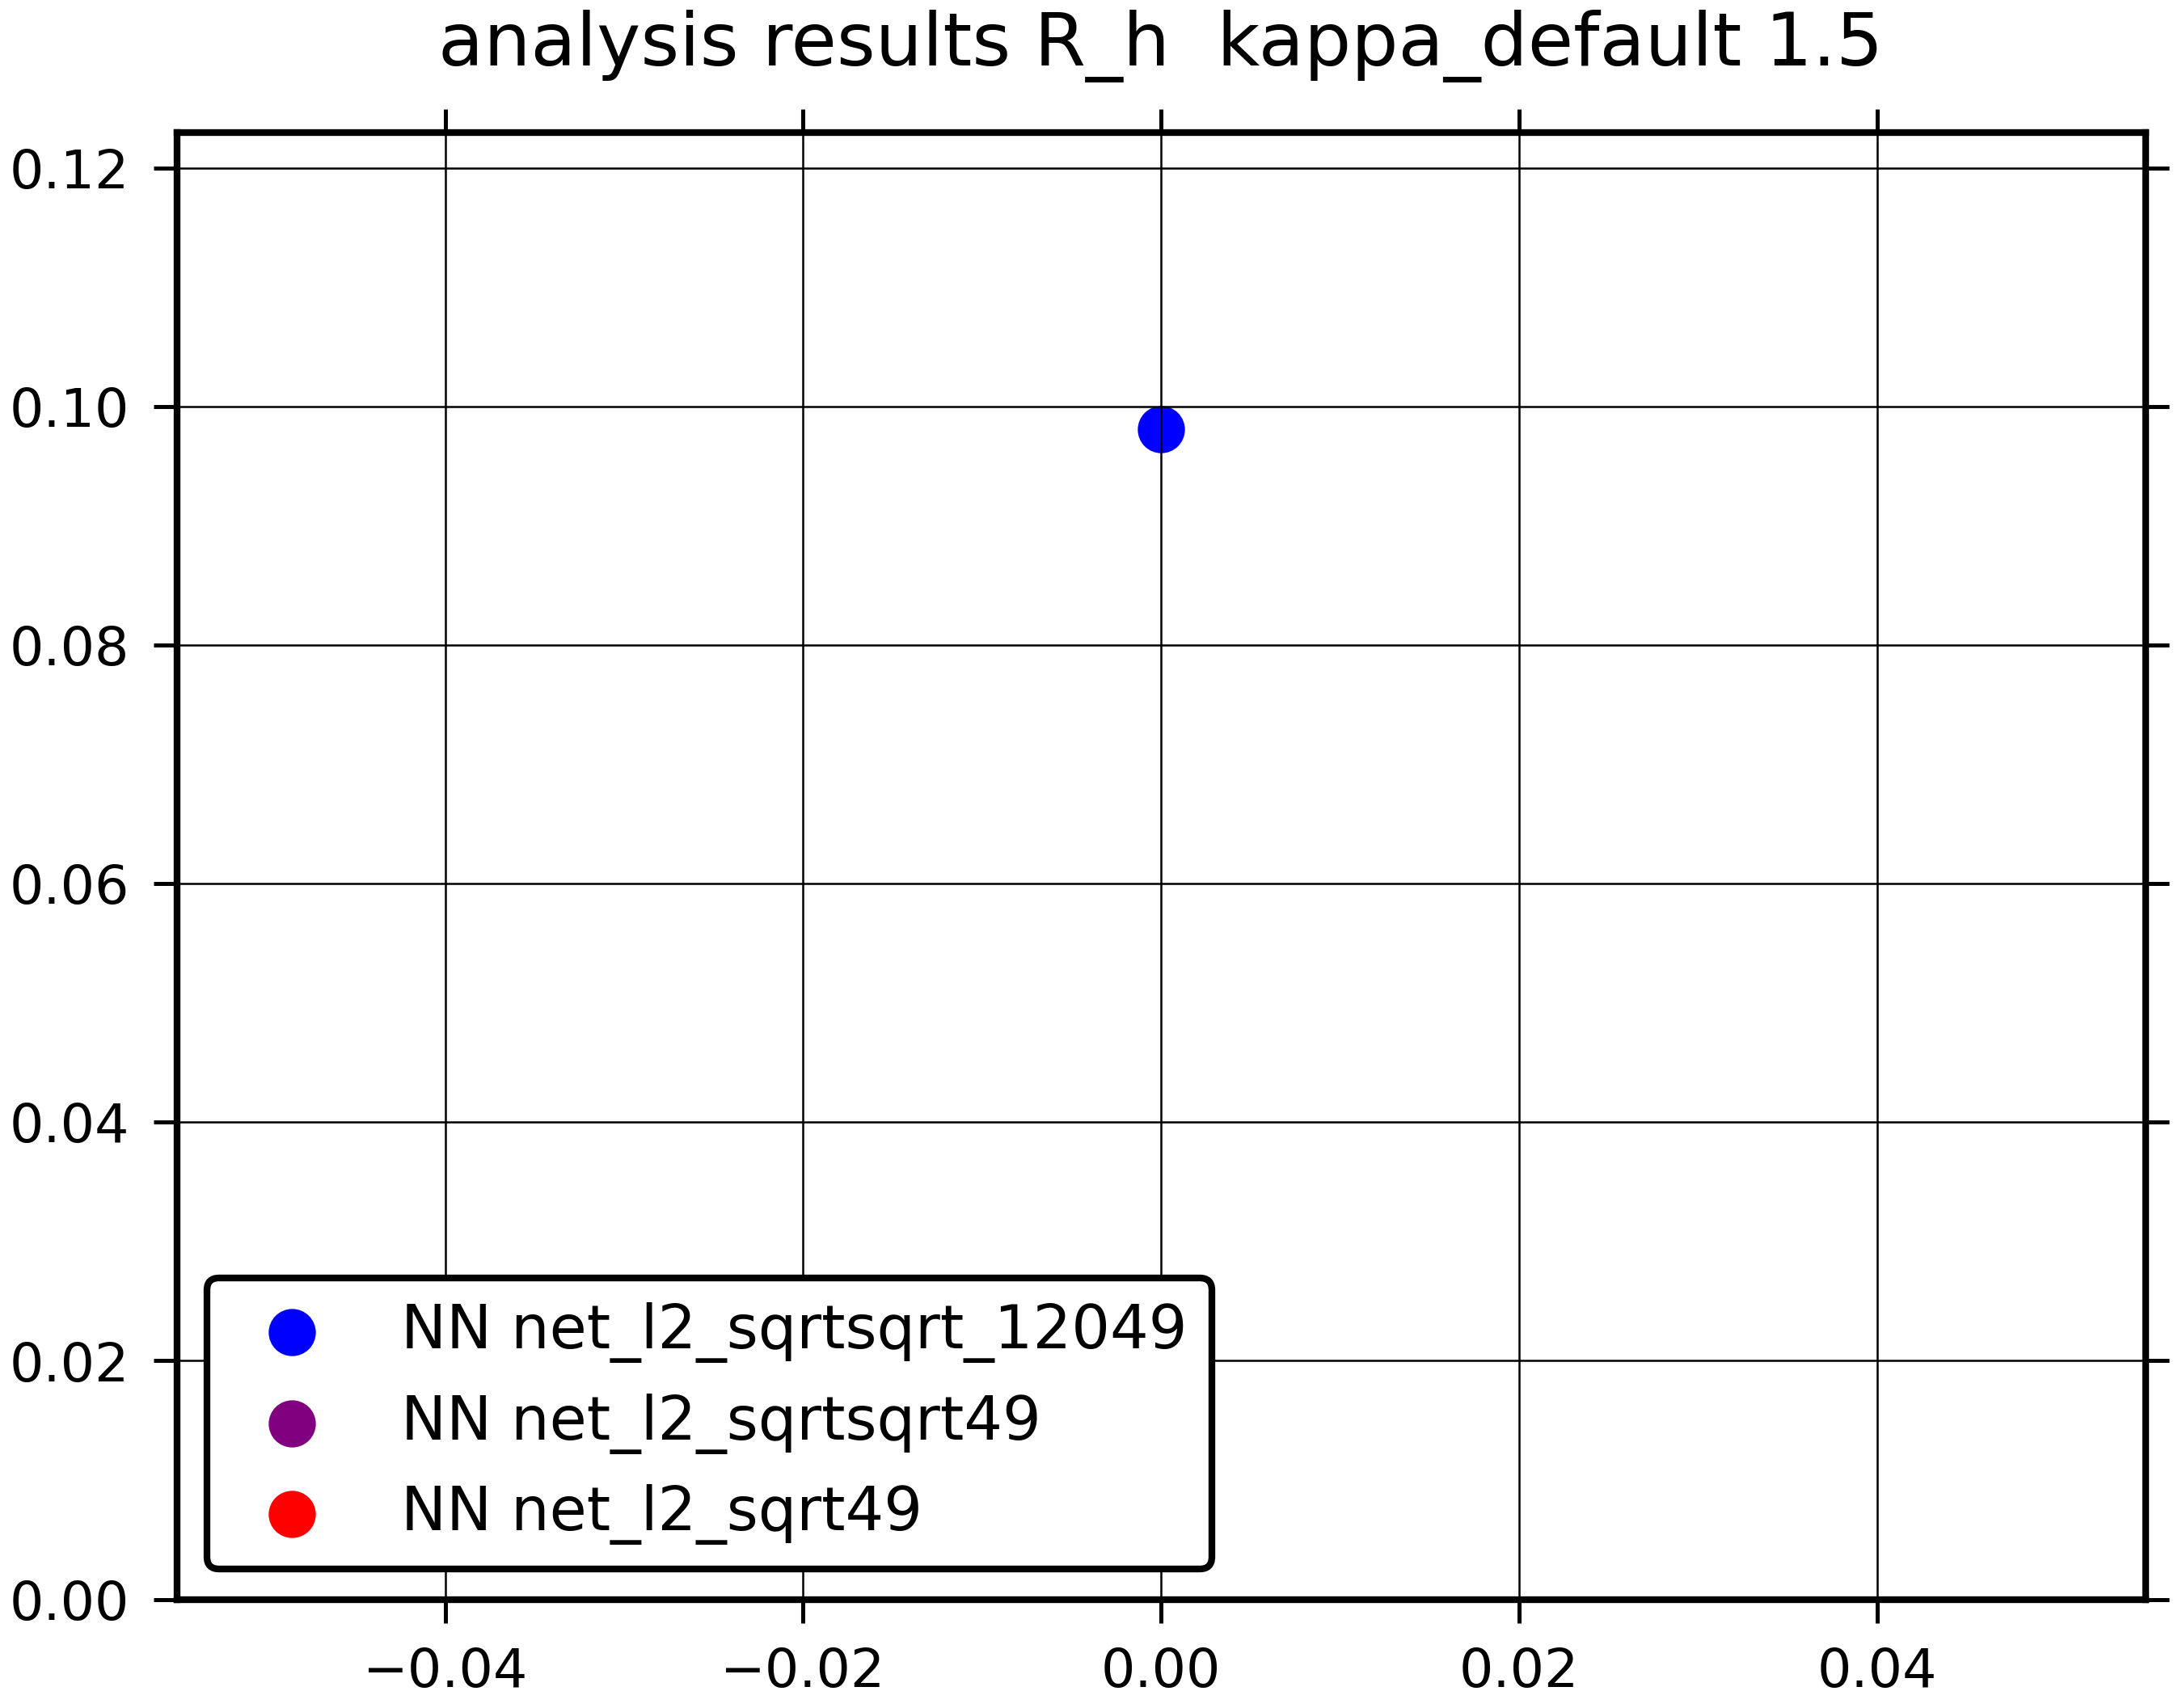 analysis results R_h  kappa_default 1.5
0.12
0.10
0.08
0.06
0.04
0.02
0.00
NN net_l2_sqrtsqrt_12049
NN net_l2_sqrtsqrt49
NN net_l2_sqrt49
−0.04 −0.02 0.00 0.02 0.04